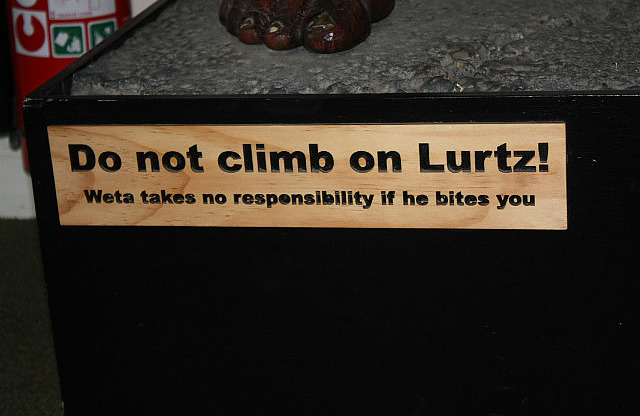 Do not climb on Lurtz!
Weta takes no responsibility if he bites you